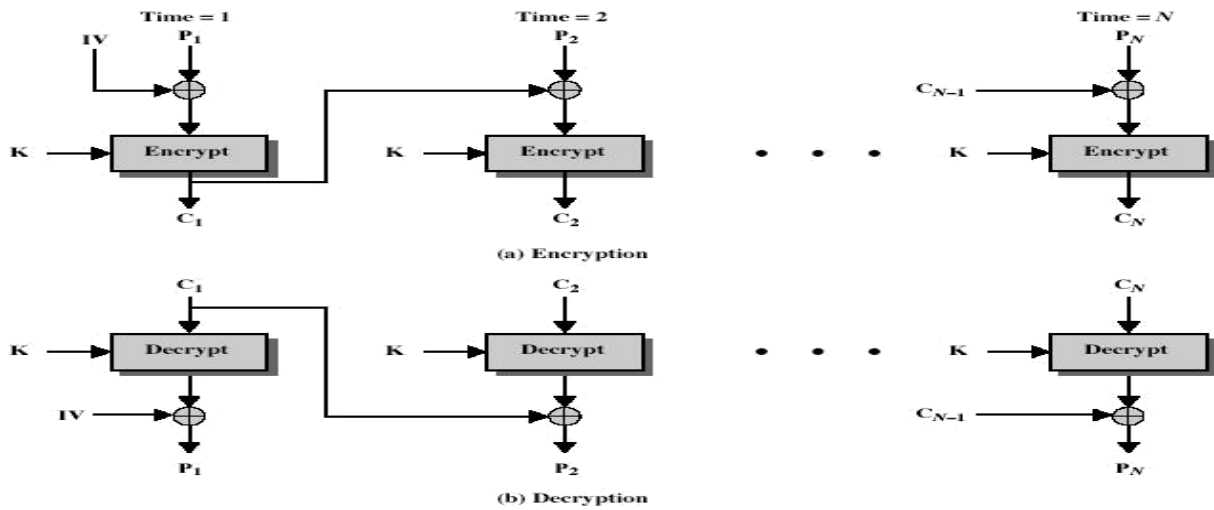 Time = 1 Time = 2 Time = N
IV P1 P2 PN
CN−1
K Encrypt K Encrypt • • • K Encrypt
C1 C2 CN
(a) Encryption
C1 C2 CN
K Decrypt K Decrypt • • • K Decrypt
IV CN−1
P1 P2 PN
(b) Decryption